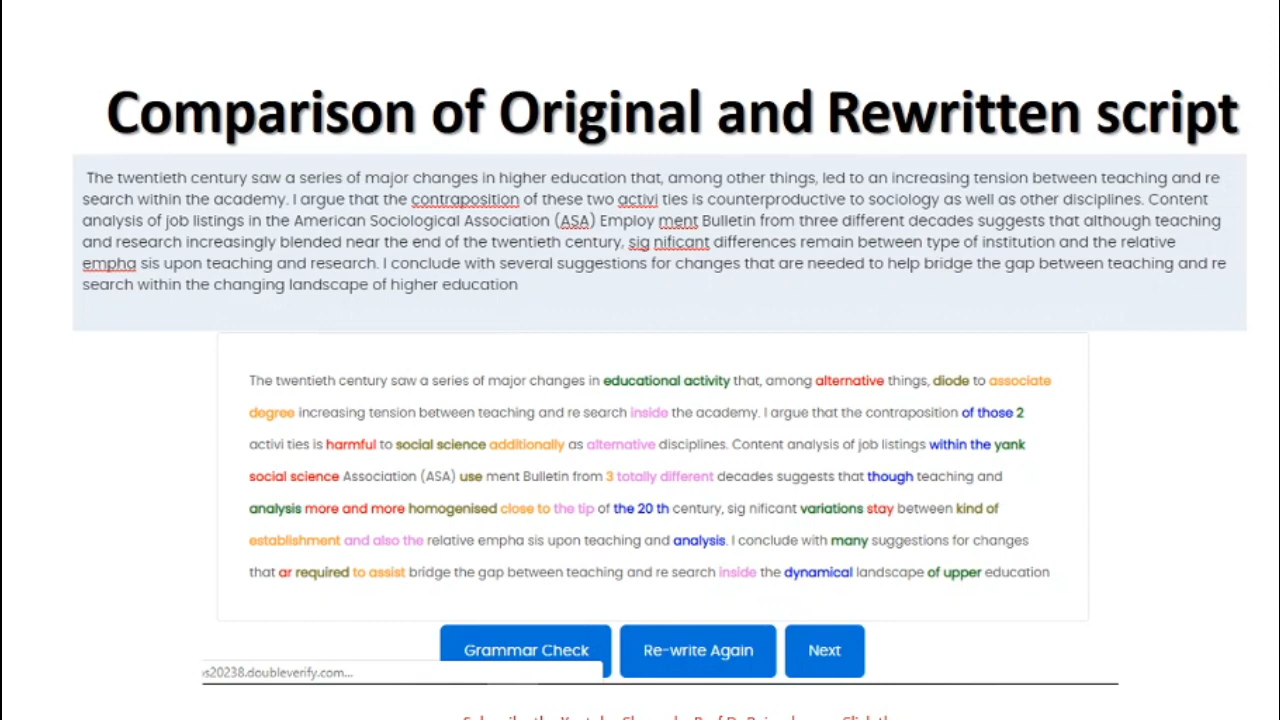 Comparison of Original and Rewritten script
The twentieth century saw a series of major changes in higher education that, among other things, led to an increasing tension between teaching and re
search within the academy. I argue that the contraposition of these two activi ties is counterproductive to sociology as well as other disciplines. Content
analysis of job listings in the American Sociological Association (ASA) Employ ment Bulletin from three different decades suggests that although teaching
and research increasingly blended near the end of the twentieth century, sig nificant differences remain between type of institution and the relative
empha sis upon teaching and research. I conclude with several suggestions for changes that are needed to help bridge the gap between teaching and re
search within the changing landscape of higher education
The twentieth century saw a series of major changes in educational activity that, among alternative things, diode to associate
degree increasing tension between teaching and re search inside the academy. I argue that the contraposition of those 2
activi ties is harmful to social science additionally as alternative disciplines. Content analysis of job listings within the yank
social science Association (ASA) use ment Bulletin from 3 totally different decades suggests that though teaching and
analysis more and more homogenised close to the tip of the 20 th century, sig nificant variations stay between kind of
establishment and also the relative empha sis upon teaching and analysis. I conclude with many suggestions for changes
that ar required to assist bridge the gap between teaching and re search inside the dynamical landscape of upper education
Grammar Check Re-write Again Next
s20238.doubleverify.com...